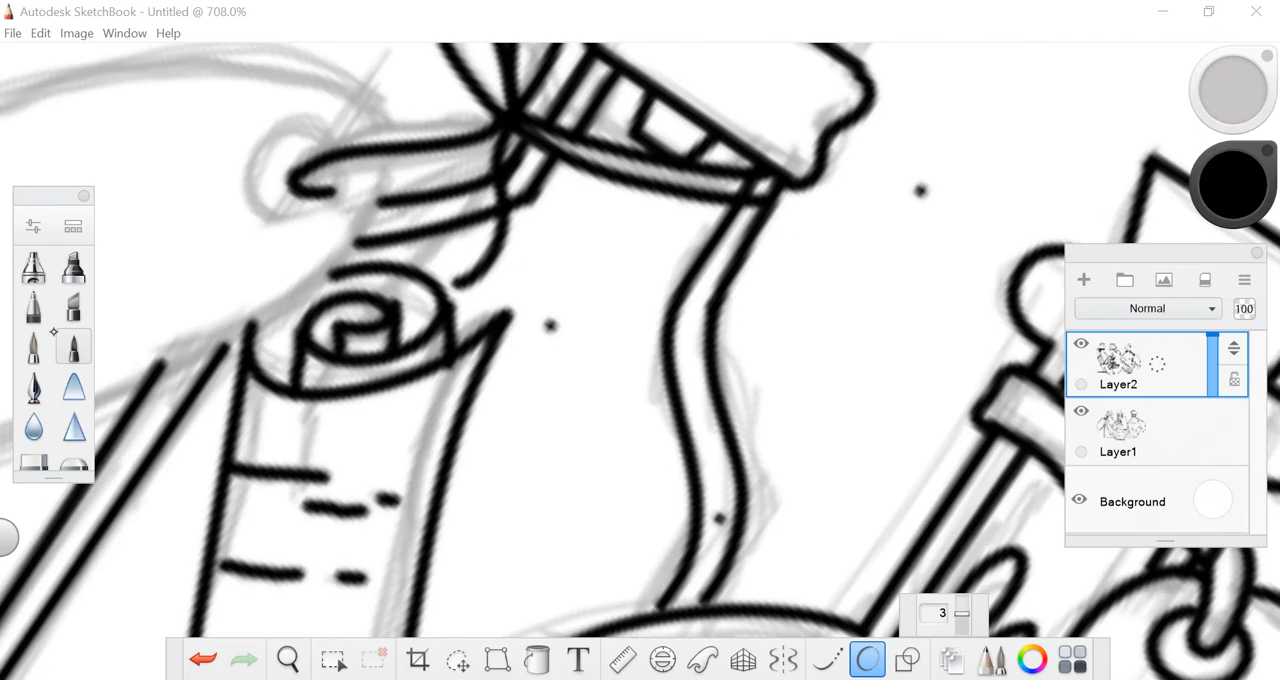 Autodesk SketchBook - Untitled @ 708.0%
File Edit Image Window Help
Normal 100
Layer2
Layer1
Background
3
T